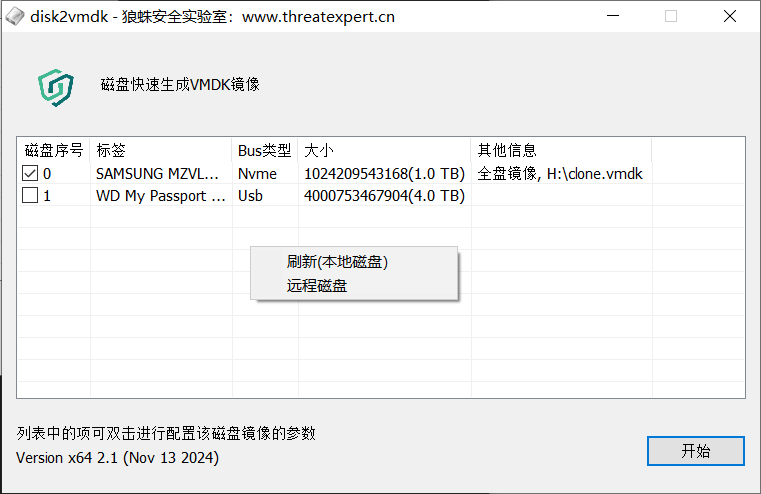 disk2vmdk - 狼蛛安全实验室：www.threatexpert.cn
磁盘快速生成VMDK镜像
磁盘序号 标签 Bus类型 大小 其他信息
0 SAMSUNG MZVL... Nvme 1024209543168(1.0 TB) 全盘镜像, H:\clone.vmdk
1 WD My Passport ... Usb 4000753467904(4.0 TB)
刷新(本地磁盘)
远程磁盘
列表中的项可双击进行配置该磁盘镜像的参数
Version x64 2.1 (Nov 13 2024)
开始